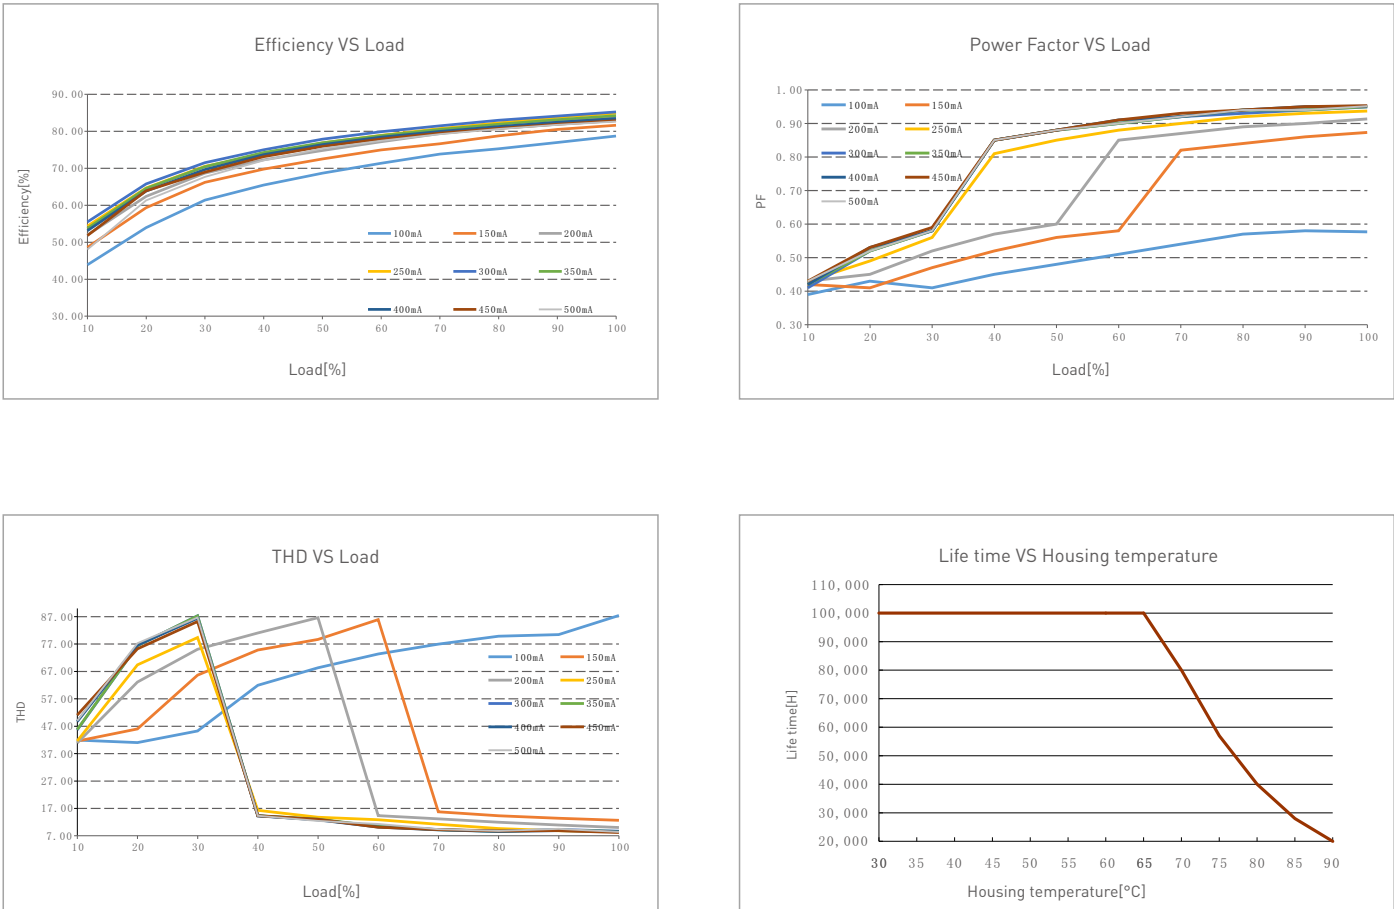 Efficiency VS Load
90.00
80.00
70.00
60.00
50.00
40.00
30.00
Efficiency[%]
100mA 150mA 200mA
250mA 300mA 350mA
400mA 450mA 500mA
10 20 30 40 50 60 70 80 90 100
Load[%]
Power Factor VS Load
1.00
0.90
0.80
0.70
0.60
0.50
0.40
0.30
PF
100mA 150mA
200mA 250mA
300mA 350mA
400mA 450mA
500mA
10 20 30 40 50 60 70 80 90 100
Load[%]
THD VS Load
87.00
77.00
67.00
57.00
47.00
37.00
27.00
17.00
7.00
THD
100mA 150mA
200mA 250mA
300mA 350mA
400mA 450mA
500mA
10 20 30 40 50 60 70 80 90 100
Load[%]
Life time VS Housing temperature
110,000
100,000
90,000
80,000
70,000
60,000
50,000
40,000
30,000
20,000
Life time[H]
30 35 40 45 50 55 60 65 70 75 80 85 90
Housing temperature[°C]